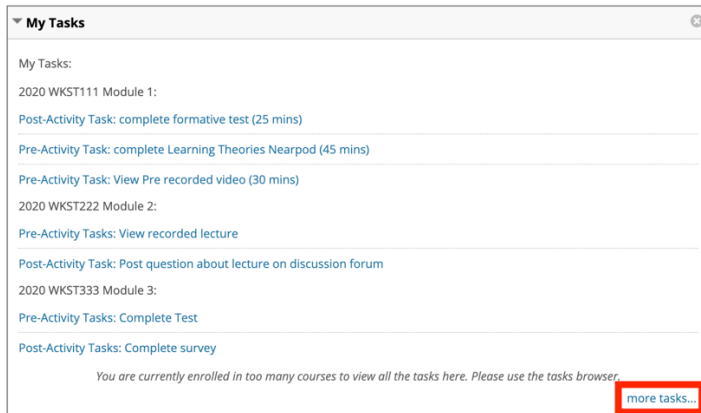 My Tasks
My Tasks:
2020 WKST111 Module 1:
Post-Activity Task: complete formative test (25 mins)
Pre-Activity Task: complete Learning Theories Nearpod (45 mins)
Pre-Activity Task: View Pre recorded video (30 mins)
2020 WKST222 Module 2:
Pre-Activity Tasks: View recorded lecture
Post-Activity Task: Post question about lecture on discussion forum
2020 WKST333 Module 3:
Pre-Activity Tasks: Complete Test
Post-Activity Tasks: Complete survey
You are currently enrolled in too many courses to view all the tasks here. Please use the tasks browser.
more tasks...